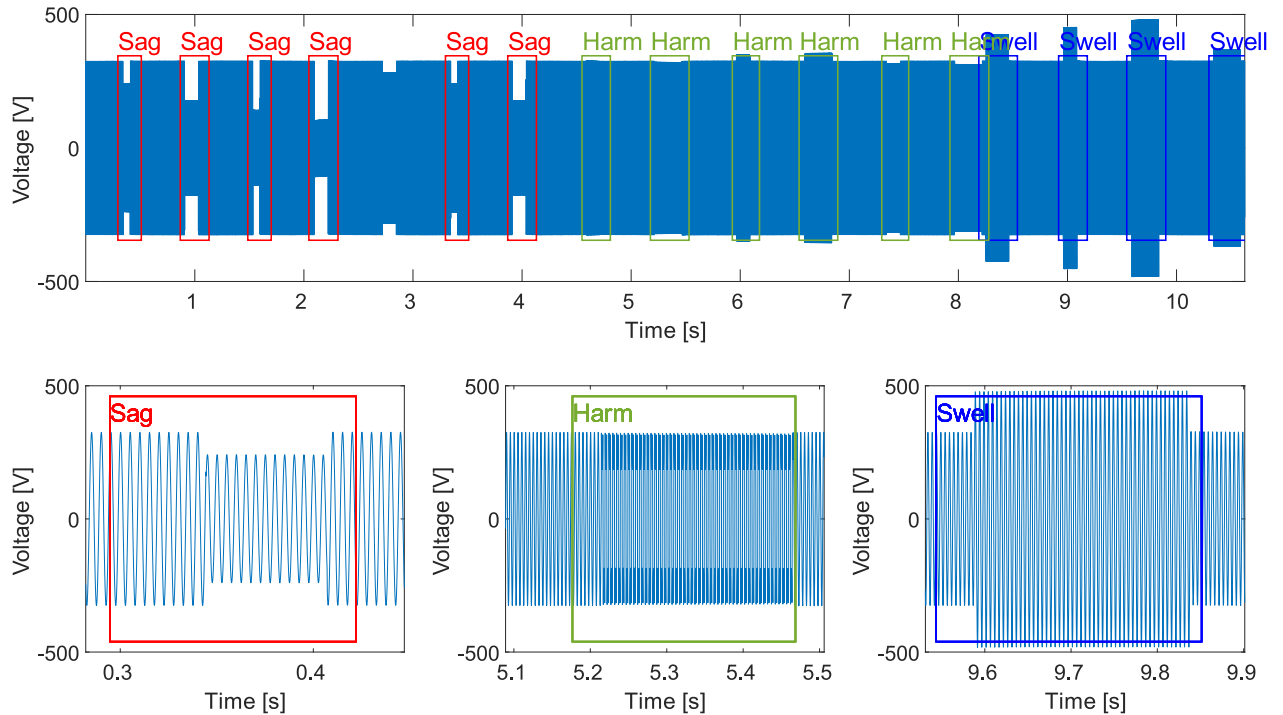 500
0
-500
Voltage [V]
Sag Sag Sag Sag Sag Sag Harm Harm Harm Harm Harm Harm Swell Swell Swell Swell
1 2 3 4 5 6 7 8 9 10
Time [s]
500
0
-500
Voltage [V]
Sag
0.3 0.4
Time [s]
500
0
-500
Voltage [V]
Harm
5.1 5.2 5.3 5.4 5.5
Time [s]
500
0
-500
Voltage [V]
Swell
9.6 9.7 9.8 9.9
Time [s]